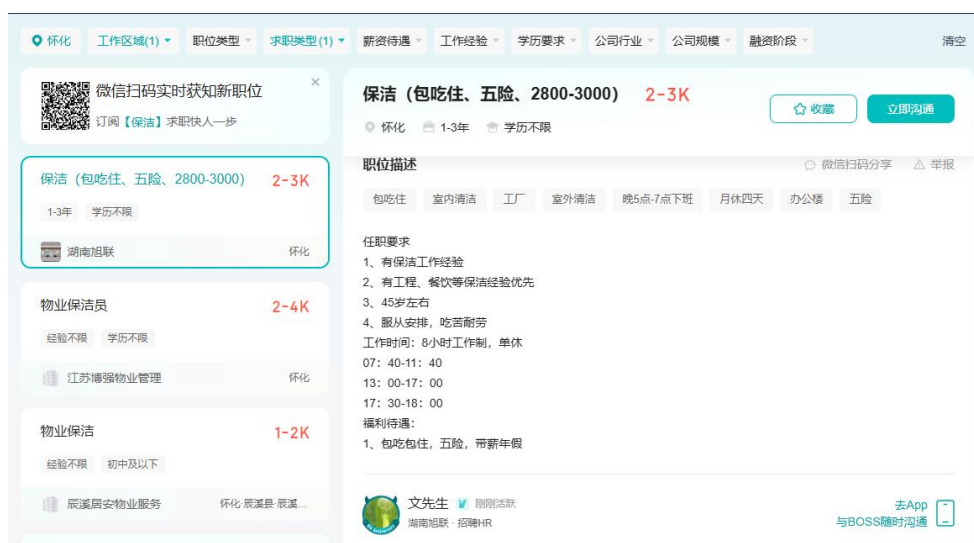 怀化 工作区域(1) 职位类型 求职类型(1) 薪资待遇 工作经验 学历要求 公司行业 公司规模 融资阶段 清空
微信扫码实时获知新职位
订阅【保洁】求职快人一步
保洁（包吃住、五险、2800-3000） 2-3K
1-3年 学历不限
湖南旭联 怀化
物业保洁员 2-4K
经验不限 学历不限
江苏博强物业管理 怀化
物业保洁 1-2K
经验不限 初中及以下
辰溪居安物业服务 怀化·辰溪县·辰溪...
保洁（包吃住、五险、2800-3000） 2-3K
收藏 立即沟通
怀化 1-3年 学历不限
职位描述 微信扫码分享 举报
包吃住 室内清洁 工厂 室外清洁 晚5点-7点下班 月休四天 办公楼 五险
任职要求
1、有保洁工作经验
2、有工程、餐饮等保洁经验优先
3、45岁左右
4、服从安排，吃苦耐劳
工作时间：8小时工作制，单休
07：40-11：40
13：00-17：00
17：30-18：00
福利待遇：
1、包吃包住，五险，带薪年假
文先生 刚刚活跃
湖南旭联·招聘HR
去App
与BOSS随时沟通